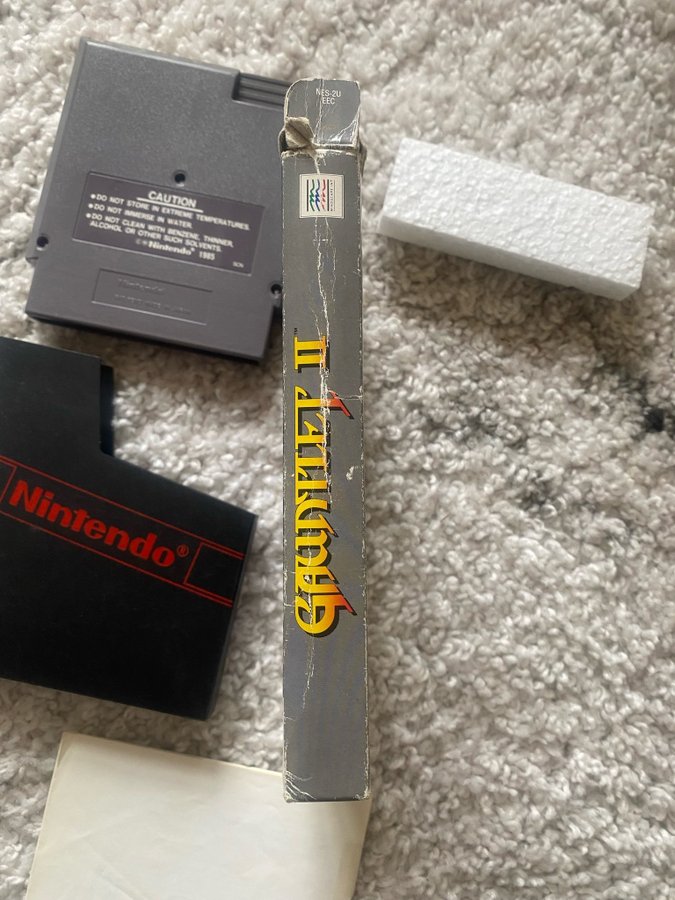 CAUTION
●DO NOT STORE IN EXTREME TEMPERATURES.
●DO NOT IMMERSE IN WATER.
●DO NOT CLEAN WITH BENZENE, THINNER,
ALCOHOL OR OTHER SUCH SOLVENTS.
©Nintendo® 1985
NES-2U
EEC
GAUNTLET II™
Nintendo®